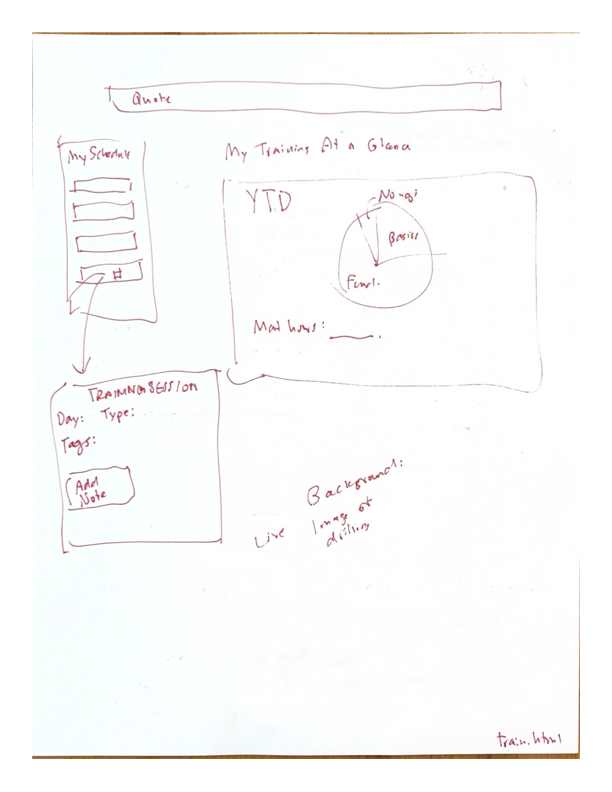 Quote
My Schedule
My Training At a Glance
YTD
No-gi
Basics
Fund.
Mat hours:
#
TRAINING SESSION
Day: Type:
Tags:
Add
Note
Background:
Live Image of
drilling
train.html